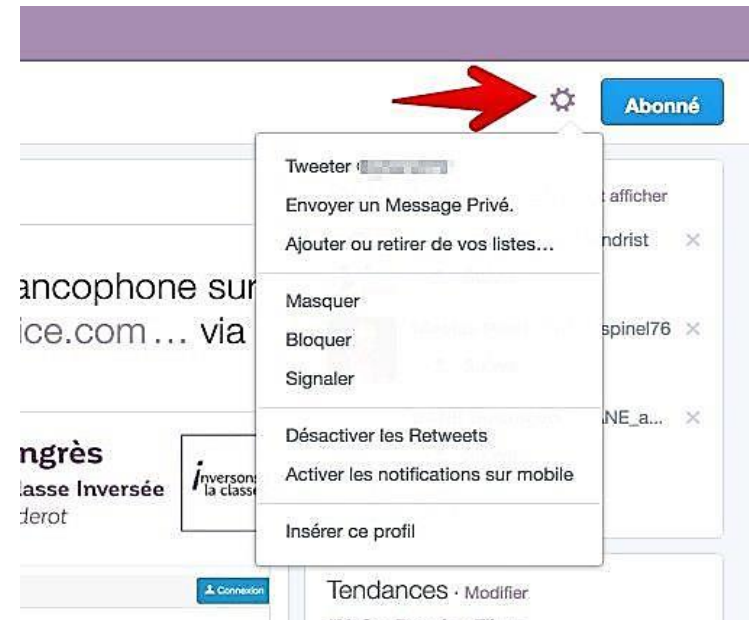 Abonné
Tweeter
Envoyer un Message Privé.
Ajouter ou retirer de vos listes…
Masquer
Bloquer
Signaler
Désactiver les Retweets
Activer les notifications sur mobile
Insérer ce profil
afficher
ndrist
spinel76
NE_a...
ancophone sur
ice.com… via
ngrès
lasse Inversée
derot
inversons
la classe
Connexion
Tendances · Modifier